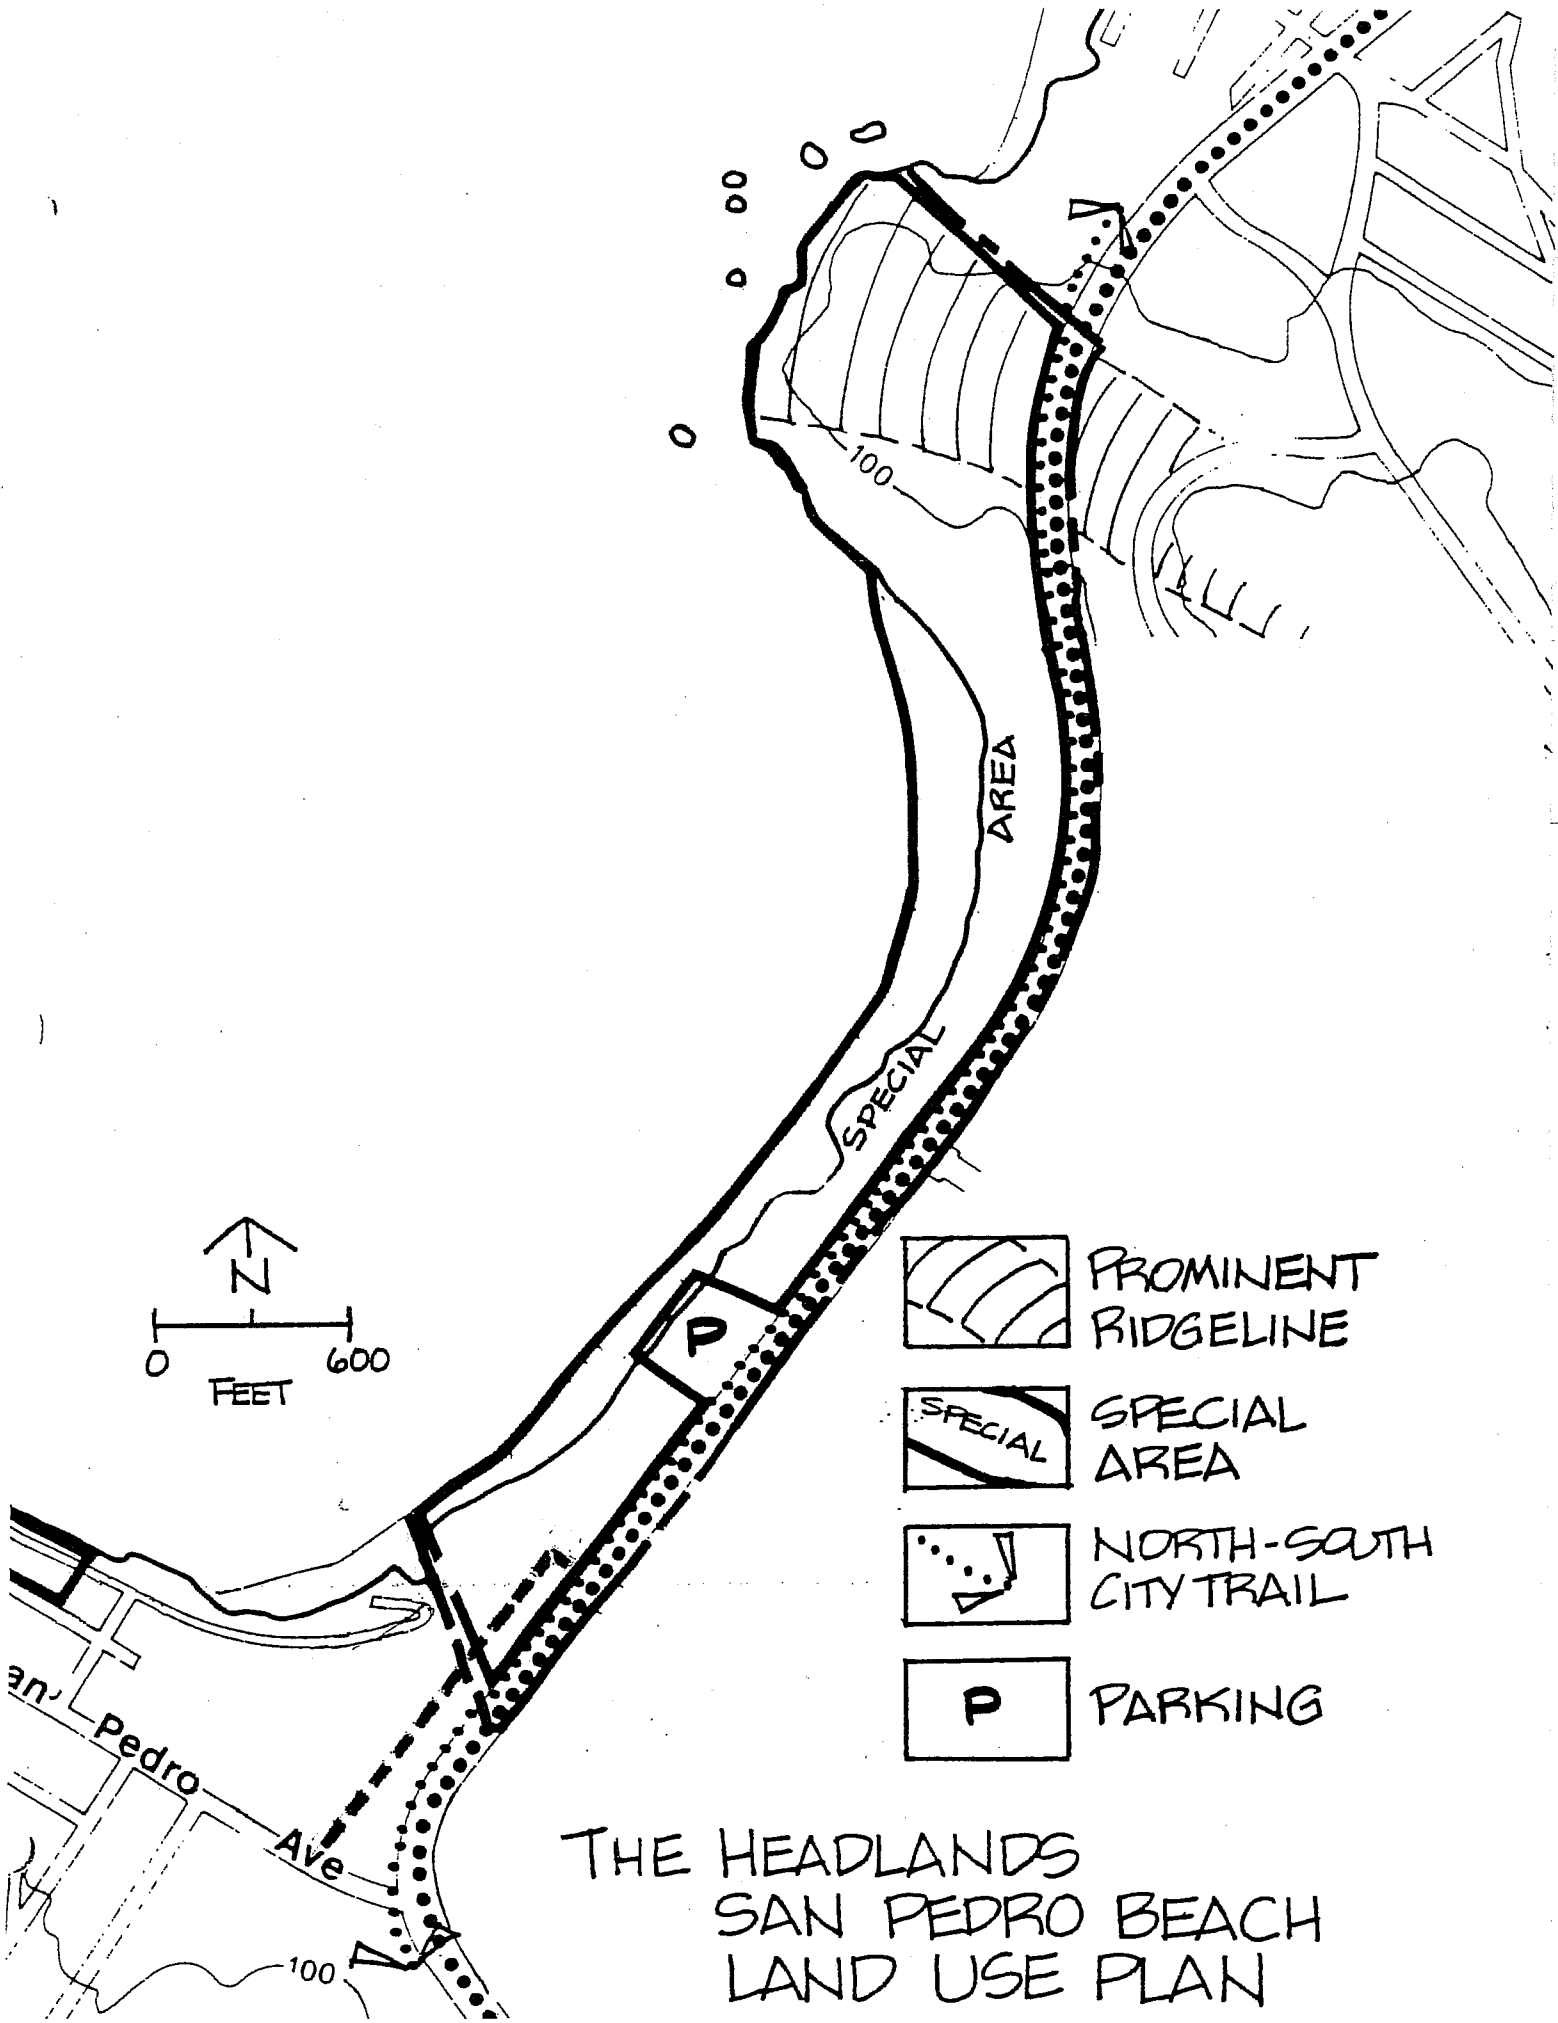 100
AREA
SPECIAL
P
N
0 600
FEET
PROMINENT
RIDGELINE
SPECIAL
SPECIAL
AREA
NORTH-SOUTH
CITY TRAIL
P
PARKING
an Pedro Ave
100
THE HEADLANDS
SAN PEDRO BEACH
LAND USE PLAN